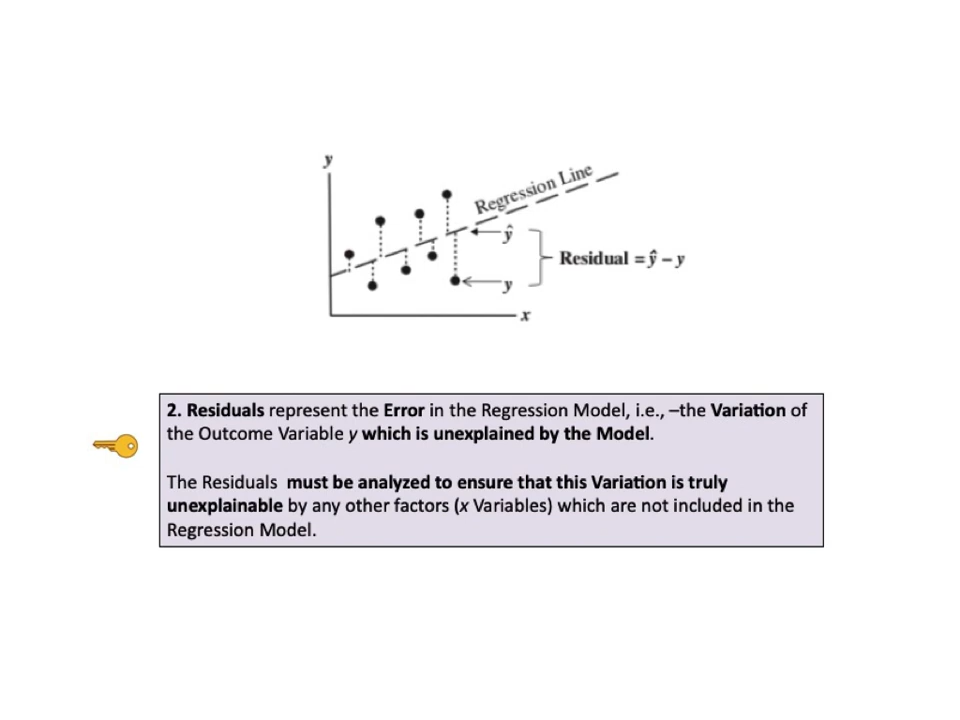 y
Regression Line
ŷ
Residual = ŷ – y
y
x
2. Residuals represent the Error in the Regression Model, i.e., –the Variation of
the Outcome Variable y which is unexplained by the Model.
The Residuals  must be analyzed to ensure that this Variation is truly
unexplainable by any other factors (x Variables) which are not included in the
Regression Model.